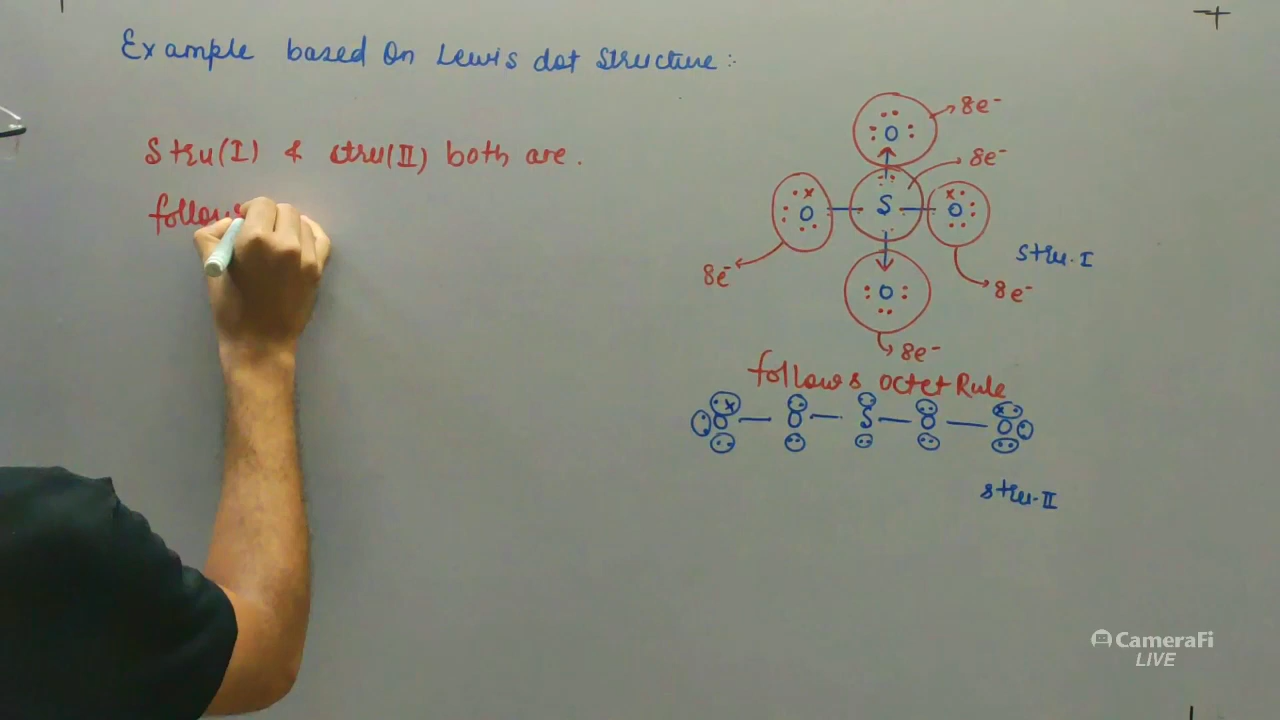 Example based on Lewis dot structure :
Stru(I) & stru(II) both are.
follows
8e⁻
O
8e⁻
O — S — O
stru. I
8e⁻
8e⁻
O
8e⁻
follows octet Rule
O — O — S — O — O
stru. II
CameraFi
LIVE